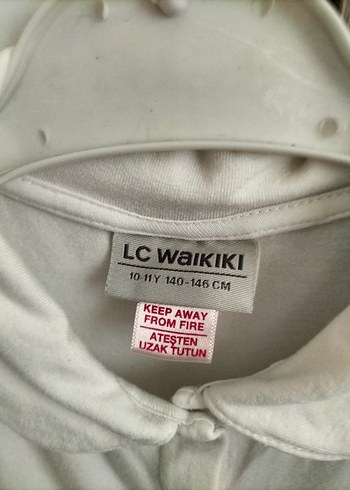 LC WAIKIKI
10-11Y 140-146 CM
KEEP AWAY
FROM FIRE
ATEŞTEN
UZAK TUTUN